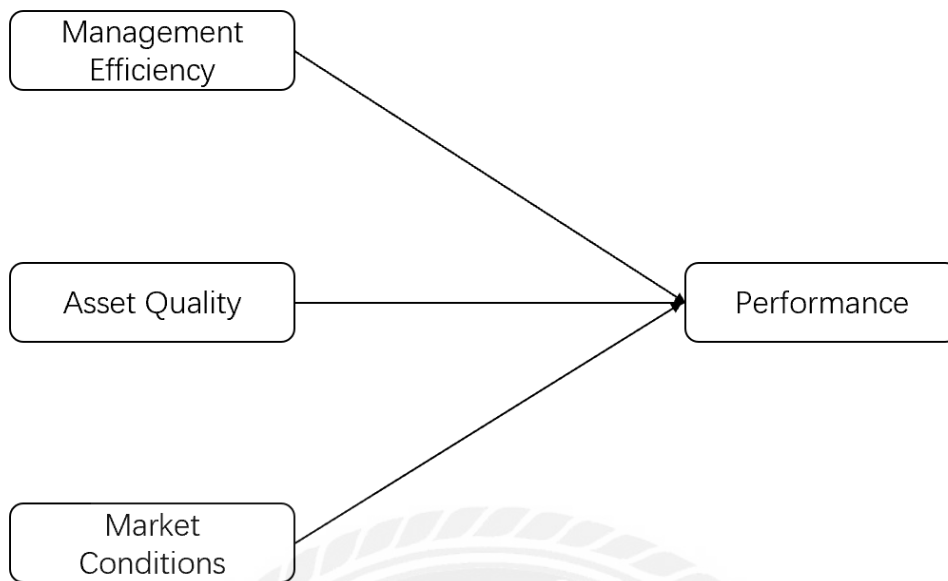 Management
Efficiency
Asset Quality
Performance
Market
Conditions